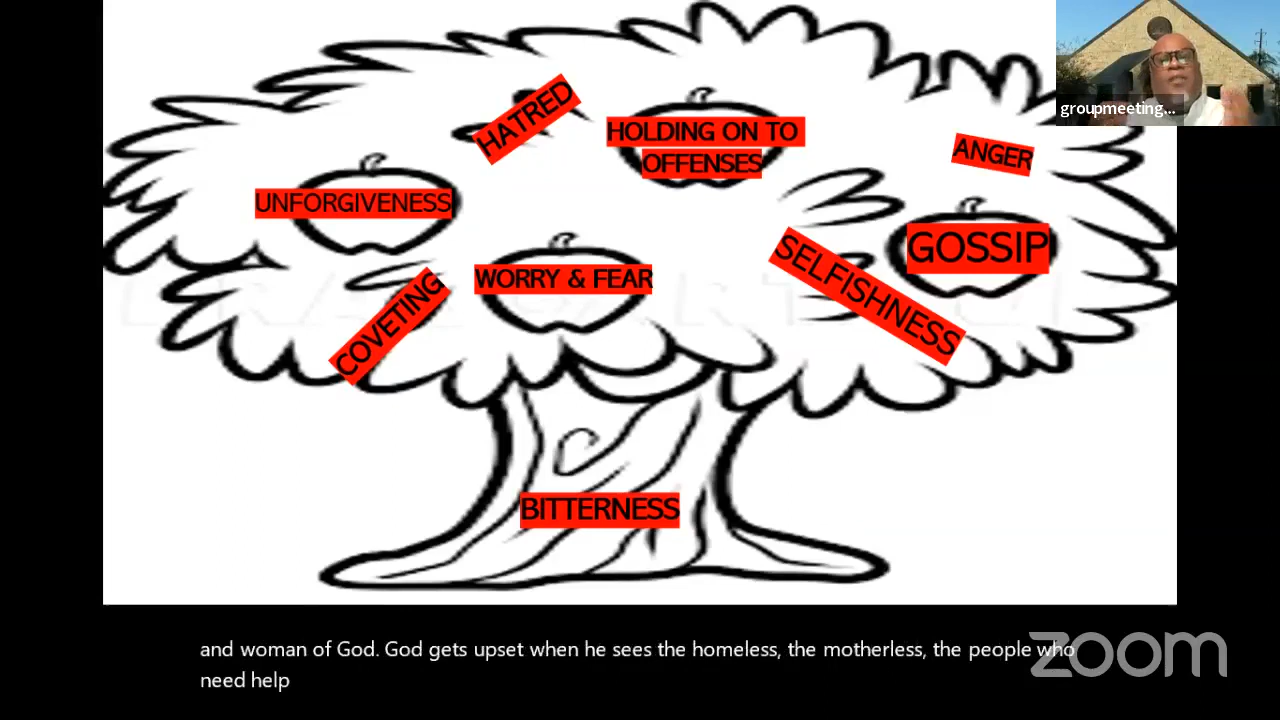 HATRED
HOLDING ON TO
OFFENSES
ANGER
groupmeeting...
UNFORGIVENESS
GOSSIP
WORRY & FEAR
SELFISHNESS
COVETING
BITTERNESS
and woman of God. God gets upset when he sees the homeless, the motherless, the people who
need help
zoom